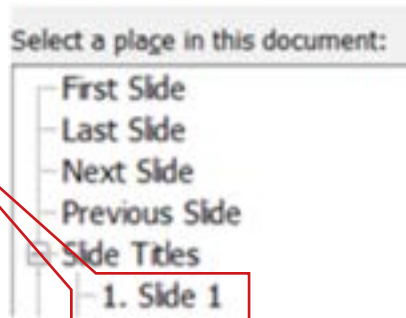 Select a place in this document:
First Slide
Last Slide
Next Slide
Previous Slide
Slide Titles
1. Slide 1